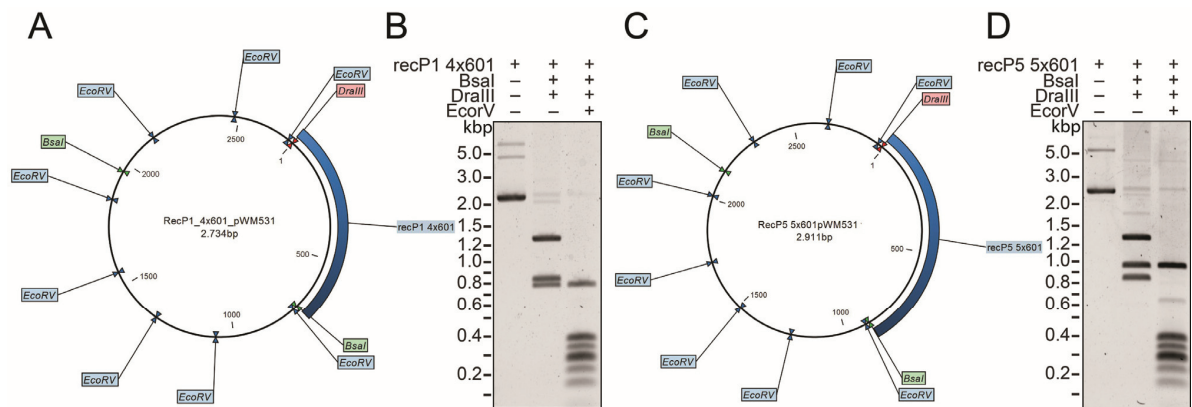 A
EcoRV
EcoRV
EcoRV
DraIII
EcoRV
BsaI
EcoRV
EcoRV
EcoRV
EcoRV
EcoRV
BsaI
1
500
1000
1500
2000
2500
RecP1_4x601_pWM531
2.734bp
recP1 4x601
B
recP1 4x601 + + +
BsaI − + +
DraIII − + +
EcorV − − +
kbp
5.0
3.0
2.0
1.5
1.2
1.0
0.8
0.6
0.4
0.2
C
EcoRV
EcoRV
EcoRV
DraIII
BsaI
EcoRV
EcoRV
EcoRV
EcoRV
BsaI
EcoRV
1
500
1000
1500
2000
2500
RecP5 5x601pWM531
2.911bp
recP5 5x601
D
recP5 5x601 + + +
BsaI − + +
DraIII − + +
EcorV − − +
kbp
5.0
3.0
2.0
1.5
1.2
1.0
0.8
0.6
0.4
0.2